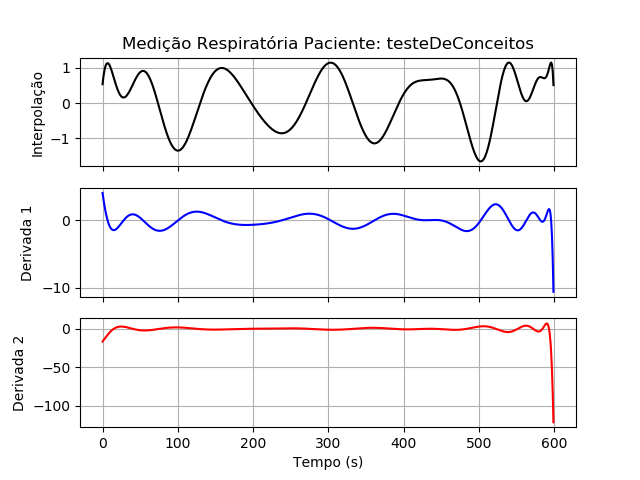 Medição Respiratória Paciente: testeDeConceitos
Interpolação
1
0
−1
Derivada 1
0
−10
Derivada 2
0
−50
−100
0 100 200 300 400 500 600
Tempo (s)